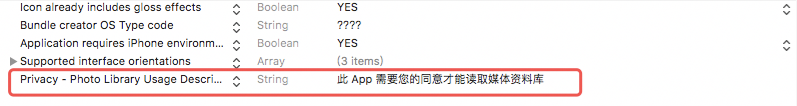 Icon already includes gloss effects Boolean YES
Bundle creator OS Type code String ????
Application requires iPhone environm... Boolean YES
Supported interface orientations Array (3 items)
Privacy - Photo Library Usage Descri... String 此 App 需要您的同意才能读取媒体资料库